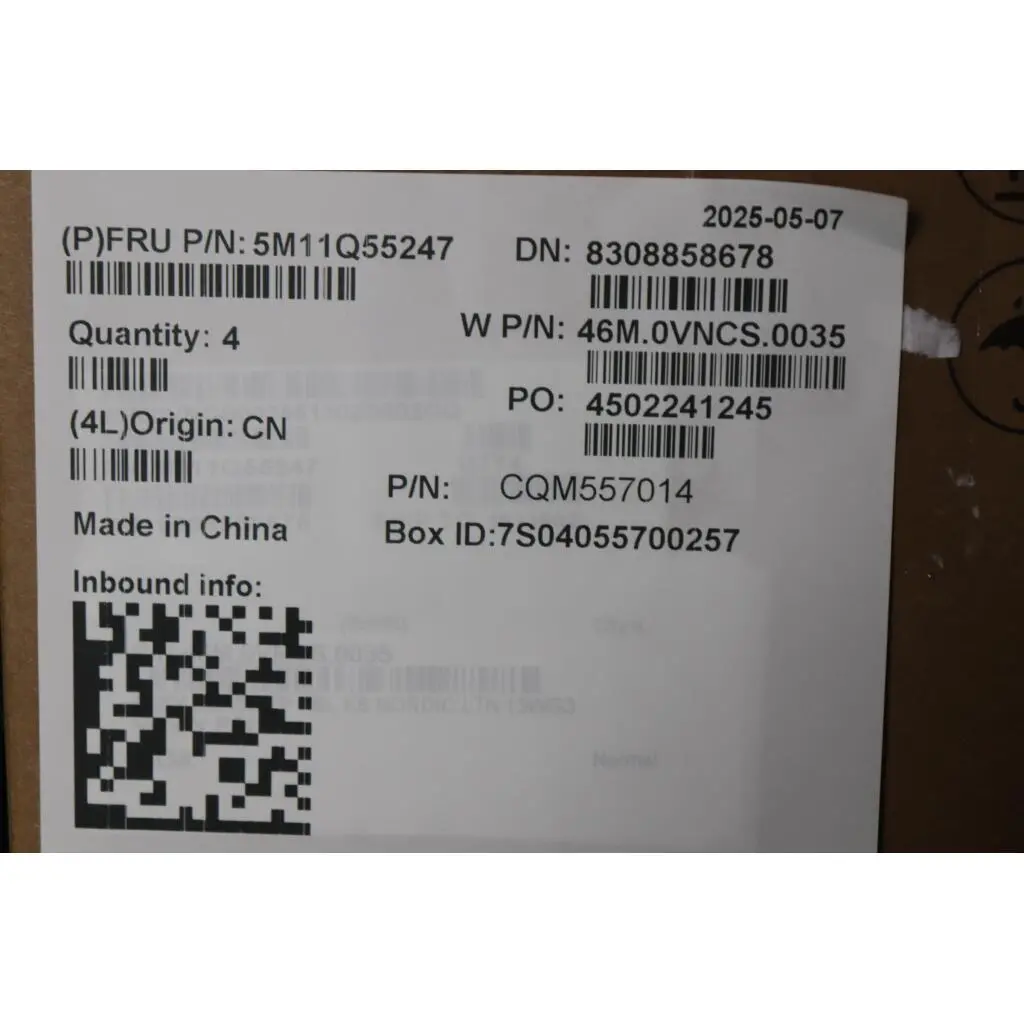 2025-05-07
(P)FRU P/N: 5M11Q55247
DN: 8308858678
Quantity: 4
W P/N: 46M.0VNCS.0035
(4L)Origin: CN
PO: 4502241245
P/N: CQM557014
Made in China
Box ID:7S04055700257
Inbound info:
Normal